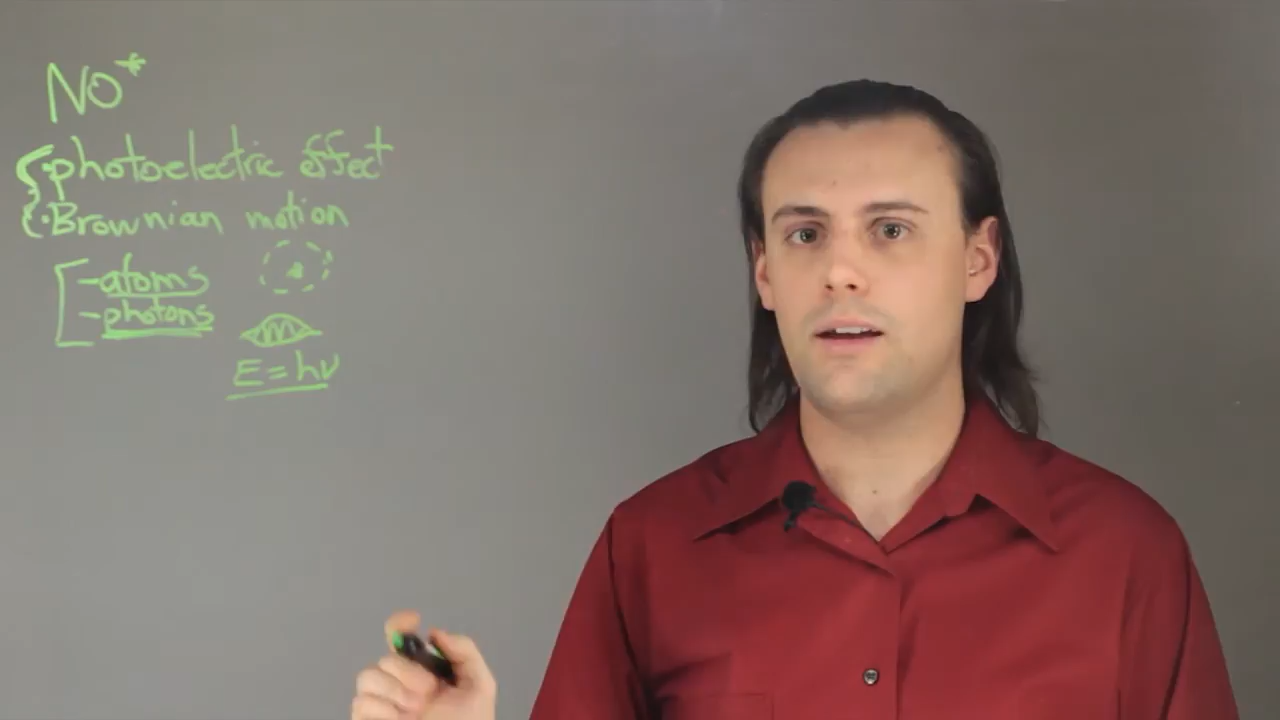 NO*
·photoelectric effect
·Brownian motion
-atoms
-photons
E=hν